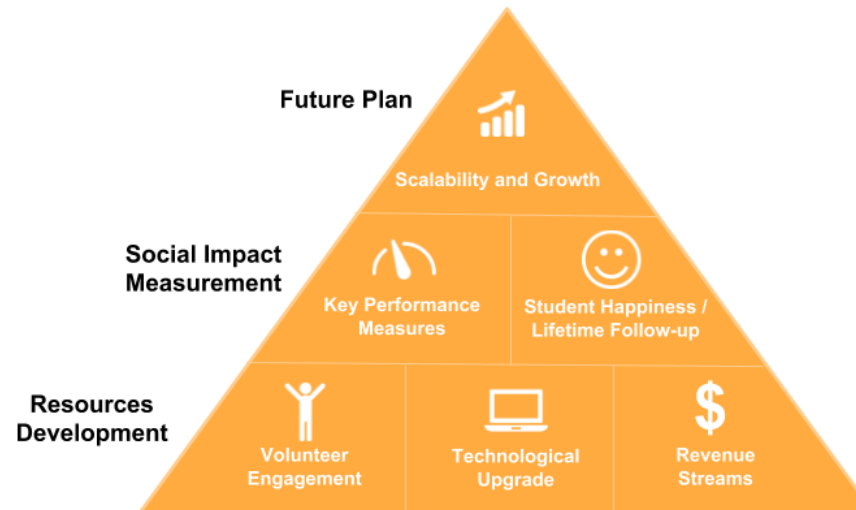 Future Plan
Scalability and Growth
Social Impact
Measurement
Key Performance
Measures
Student Happiness /
Lifetime Follow-up
Resources
Development
Volunteer
Engagement
Technological
Upgrade
$
Revenue
Streams